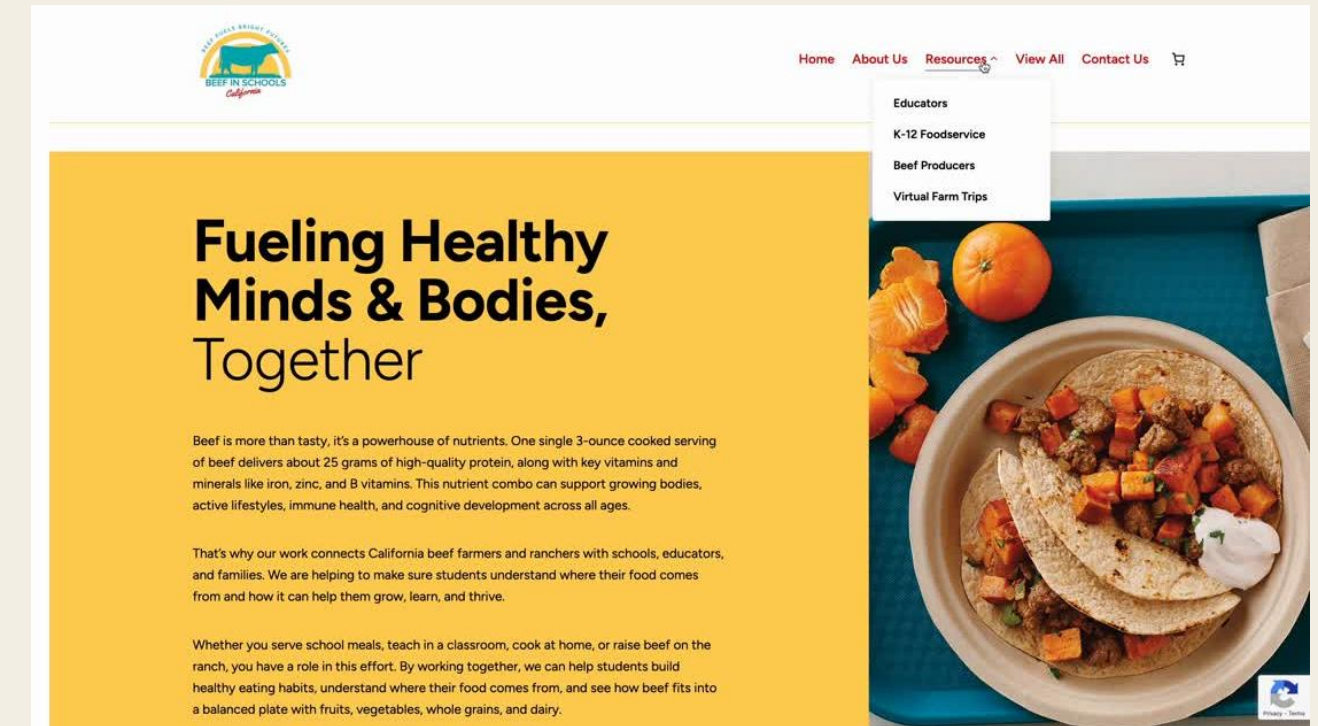 BEEF FUELS BRIGHT FUTURES
BEEF IN SCHOOLS
California
Home About Us Resources View All Contact Us
Educators
K-12 Foodservice
Beef Producers
Virtual Farm Trips
Fueling Healthy
Minds & Bodies,
Together
Beef is more than tasty, it's a powerhouse of nutrients. One single 3-ounce cooked serving
of beef delivers about 25 grams of high-quality protein, along with key vitamins and
minerals like iron, zinc, and B vitamins. This nutrient combo can support growing bodies,
active lifestyles, immune health, and cognitive development across all ages.
That's why our work connects California beef farmers and ranchers with schools, educators,
and families. We are helping to make sure students understand where their food comes
from and how it can help them grow, learn, and thrive.
Whether you serve school meals, teach in a classroom, cook at home, or raise beef on the
ranch, you have a role in this effort. By working together, we can help students build
healthy eating habits, understand where their food comes from, and see how beef fits into
a balanced plate with fruits, vegetables, whole grains, and dairy.
Privacy - Terms